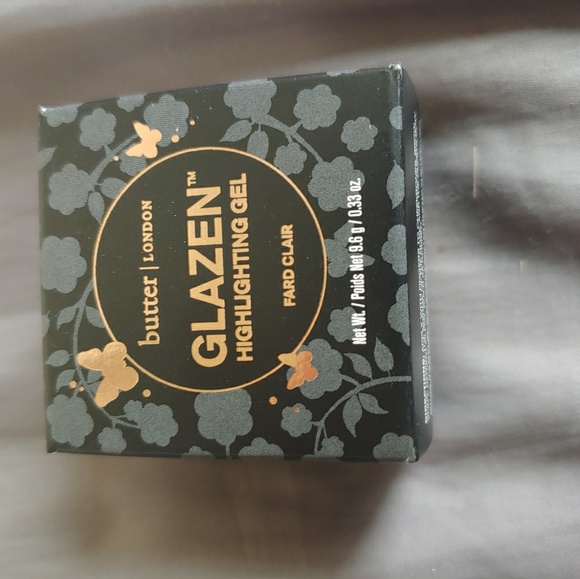 butter | LONDON
GLAZEN™
HIGHLIGHTING GEL
FARD CLAIR
Net Wt. / Poids Net 9.6 g / 0.33 oz.